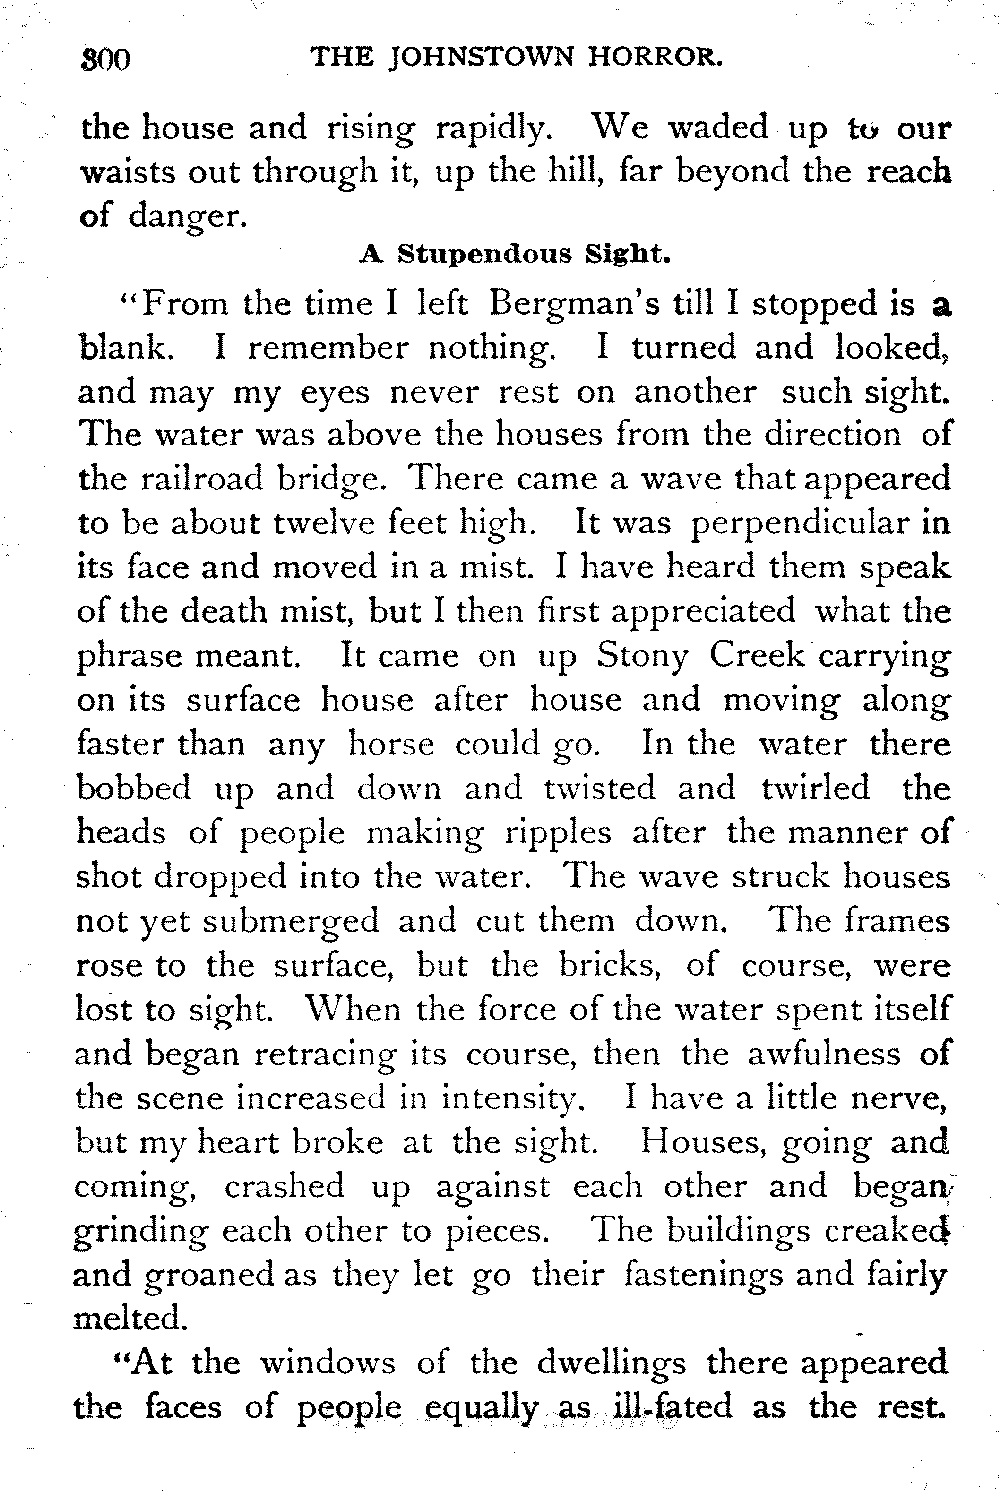 300 THE JOHNSTOWN HORROR.
the house and rising rapidly. We waded up to our
waists out through it, up the hill, far beyond the reach
of danger.
A Stupendous Sight.
“From the time I left Bergman's till I stopped is a
blank. I remember nothing. I turned and looked,
and may my eyes never rest on another such sight.
The water was above the houses from the direction of
the railroad bridge. There came a wave that appeared
to be about twelve feet high. It was perpendicular in
its face and moved in a mist. I have heard them speak
of the death mist, but I then first appreciated what the
phrase meant. It came on up Stony Creek carrying
on its surface house after house and moving along
faster than any horse could go. In the water there
bobbed up and down and twisted and twirled the
heads of people making ripples after the manner of
shot dropped into the water. The wave struck houses
not yet submerged and cut them down. The frames
rose to the surface, but the bricks, of course, were
lost to sight. When the force of the water spent itself
and began retracing its course, then the awfulness of
the scene increased in intensity. I have a little nerve,
but my heart broke at the sight. Houses, going and
coming, crashed up against each other and began
grinding each other to pieces. The buildings creaked
and groaned as they let go their fastenings and fairly
melted.
“At the windows of the dwellings there appeared
the faces of people equally as ill-fated as the rest.